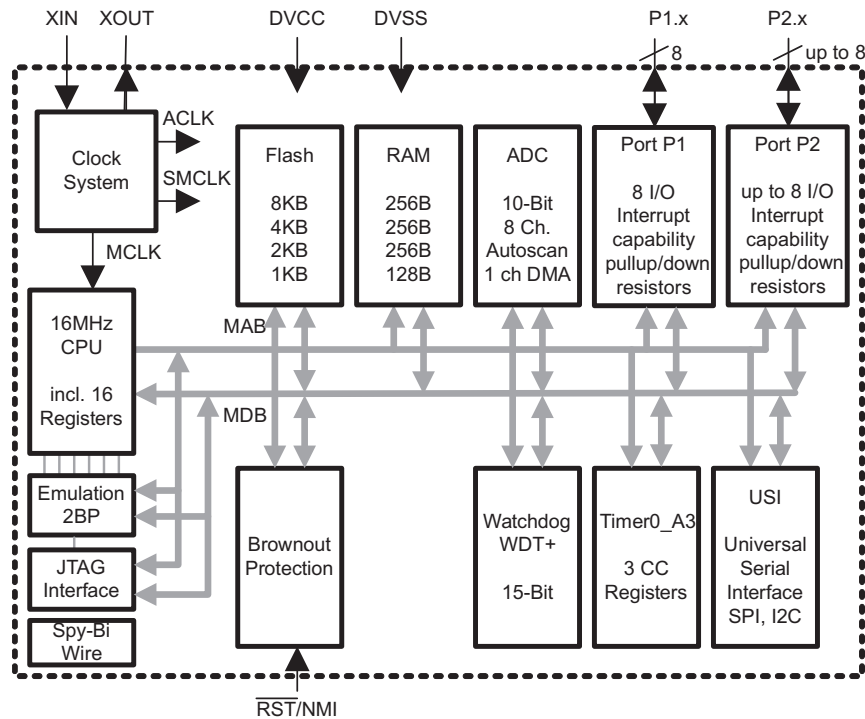 XIN
XOUT
DVCC
DVSS
P1.x
P2.x
8
up to 8
Clock
System
ACLK
SMCLK
MCLK
Flash
8KB
4KB
2KB
1KB
RAM
256B
256B
256B
128B
ADC
10-Bit
8 Ch.
Autoscan
1 ch DMA
Port P1
8 I/O
Interrupt
capability
pullup/down
resistors
Port P2
up to 8 I/O
Interrupt
capability
pullup/down
resistors
16MHz
CPU
incl. 16
Registers
MAB
MDB
Emulation
2BP
JTAG
Interface
Spy-Bi
Wire
Brownout
Protection
Watchdog
WDT+
15-Bit
Timer0_A3
3 CC
Registers
USI
Universal
Serial
Interface
SPI, I2C
RST/NMI